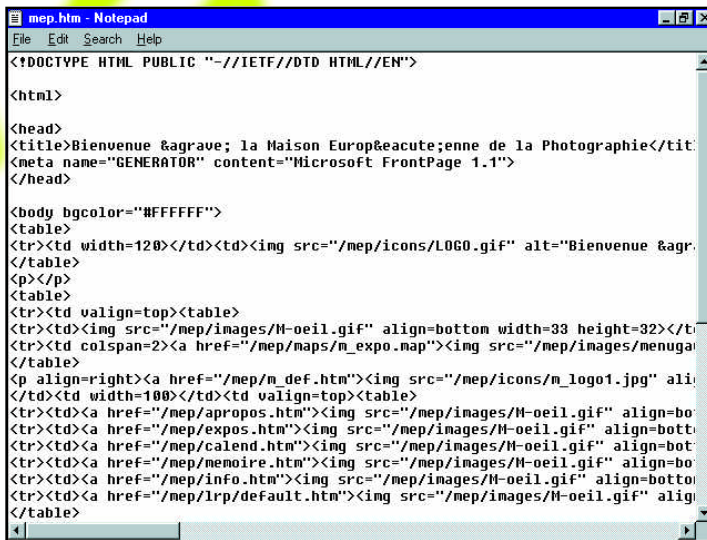 mep.htm - Notepad
File Edit Search Help
<!DOCTYPE HTML PUBLIC "-//IETF//DTD HTML//EN">
<html>
<head>
<title>Bienvenue &agrave; la Maison Europ&eacute;enne de la Photographie</tit
<meta name="GENERATOR" content="Microsoft FrontPage 1.1">
</head>
<body bgcolor="#FFFFFF">
<table>
<tr><td width=120></td><td><img src="/mep/icons/LOGO.gif" alt="Bienvenue &agr
</table>
<p></p>
<table>
<tr><td valign=top><table>
<tr><td><img src="/mep/images/M-oeil.gif" align=bottom width=33 height=32></t
<tr><td colspan=2><a href="/mep/maps/m_expo.map"><img src="/mep/images/menugau
</table>
<p align=right><a href="/mep/m_def.htm"><img src="/mep/icons/m_logo1.jpg" ali
</td><td width=100></td><td valign=top><table>
<tr><td><a href="/mep/apropos.htm"><img src="/mep/images/M-oeil.gif" align=bo
<tr><td><a href="/mep/expos.htm"><img src="/mep/images/M-oeil.gif" align=bott
<tr><td><a href="/mep/calend.htm"><img src="/mep/images/M-oeil.gif" align=bot
<tr><td><a href="/mep/memoire.htm"><img src="/mep/images/M-oeil.gif" align=bo
<tr><td><a href="/mep/info.htm"><img src="/mep/images/M-oeil.gif" align=botto
<tr><td><a href="/mep/lrp/default.htm"><img src="/mep/images/M-oeil.gif" alig
</table>